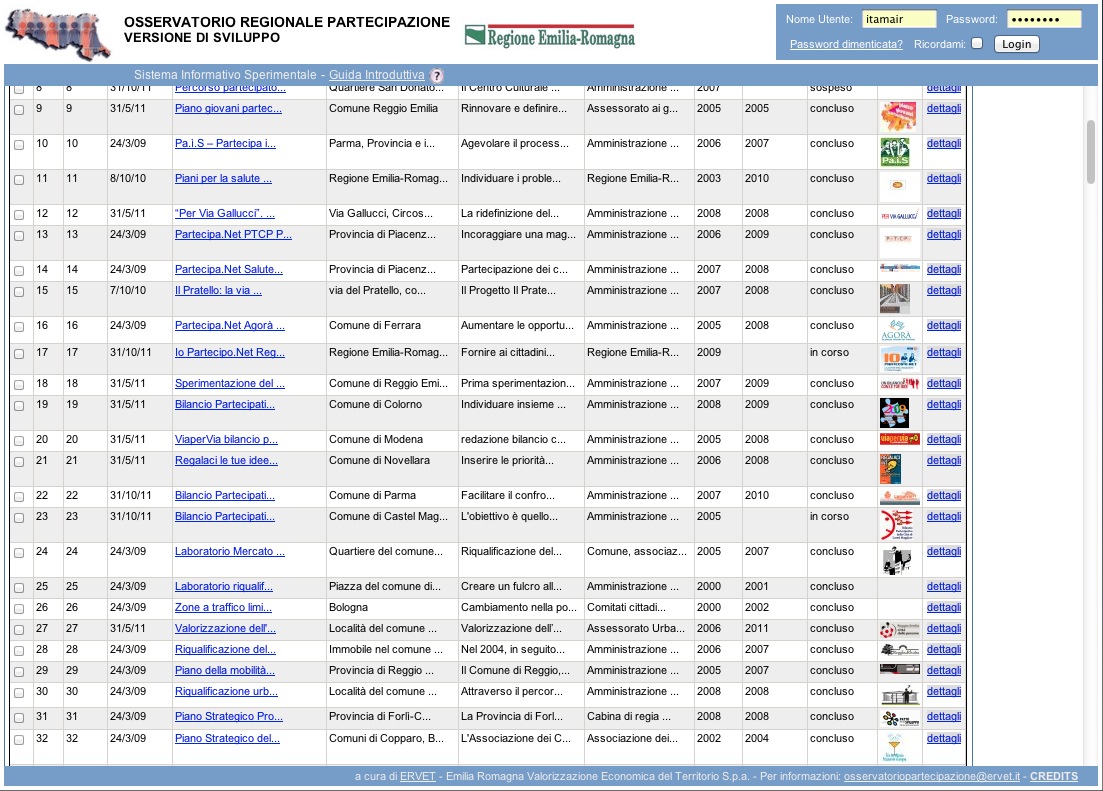 OSSERVATORIO REGIONALE PARTECIPAZIONE
VERSIONE DI SVILUPPO
Regione Emilia-Romagna
Nome Utente: itamair Password: ••••••••
Password dimenticata? Ricordami: Login
Sistema Informativo Sperimentale - Guida Introduttiva ?
8 8 31/10/11 Percorso partecipato... Quartiere San Donato... Il Centro Culturale ... Amministrazione ... 2007 sospeso dettagli
9 9 31/5/11 Piano giovani partec... Comune Reggio Emilia Rinnovare e definire... Assessorato ai g... 2005 2005 concluso dettagli
10 10 24/3/09 Pa.i.S – Partecipa i... Parma, Provincia e i... Agevolare il process... Amministrazione ... 2006 2007 concluso Pa.i.S dettagli
11 11 8/10/10 Piani per la salute ... Regione Emilia-Romag... Individuare i proble... Regione Emilia-R... 2003 2010 concluso dettagli
12 12 31/5/11 "Per Via Gallucci". ... Via Gallucci, Circos... La ridefinizione del... Amministrazione ... 2008 2008 concluso PER VIA GALLUCCI dettagli
13 13 24/3/09 Partecipa.Net PTCP P... Provincia di Piacenz... Incoraggiare una mag... Amministrazione ... 2006 2009 concluso PTCP dettagli
14 14 24/3/09 Partecipa.Net Salute... Provincia di Piacenz... Partecipazione dei c... Amministrazione ... 2007 2008 concluso dettagli
15 15 7/10/10 Il Pratello: la via ... via del Pratello, co... Il Progetto Il Prate... Amministrazione ... 2007 2008 concluso dettagli
16 16 24/3/09 Partecipa.Net Agorà ... Comune di Ferrara Aumentare le opportu... Amministrazione ... 2005 2008 concluso AGORÀ dettagli
17 17 31/10/11 Io Partecipo.Net Reg... Regione Emilia-Romag... Fornire ai cittadini... Regione Emilia-R... 2009 in corso dettagli
18 18 31/5/11 Sperimentazione del ... Comune di Reggio Emi... Prima sperimentazion... Amministrazione ... 2007 2009 concluso dettagli
19 19 31/5/11 Bilancio Partecipati... Comune di Colorno Individuare insieme ... Amministrazione ... 2008 2009 concluso dettagli
20 20 31/5/11 ViaperVia bilancio p... Comune di Modena redazione bilancio c... Amministrazione ... 2005 2008 concluso viapervia dettagli
21 21 31/5/11 Regalaci le tue idee... Comune di Novellara Inserire le priorità... Amministrazione ... 2006 2008 concluso REGALACI dettagli
22 22 31/10/11 Bilancio Partecipati... Comune di Parma Facilitare il confro... Amministrazione ... 2007 2010 concluso dettagli
23 23 31/10/11 Bilancio Partecipati... Comune di Castel Mag... L'obiettivo è quello... Amministrazione ... 2005 in corso dettagli
24 24 24/3/09 Laboratorio Mercato ... Quartiere del comune... Riqualificazione del... Comune, associaz... 2005 2007 concluso dettagli
25 25 24/3/09 Laboratorio riqualif... Piazza del comune di... Creare un fulcro all... Amministrazione ... 2000 2001 concluso dettagli
26 26 24/3/09 Zone a traffico limi... Bologna Cambiamento nella po... Comitati cittadi... 2000 2002 concluso dettagli
27 27 31/5/11 Valorizzazione dell'... Località del comune ... Valorizzazione dell'... Assessorato Urba... 2006 2011 concluso dettagli
28 28 24/3/09 Riqualificazione del... Immobile nel comune ... Nel 2004, in seguito... Amministrazione ... 2006 2007 concluso dettagli
29 29 24/3/09 Piano della mobilità... Provincia di Reggio ... Il Comune di Reggio,... Amministrazione ... 2005 2007 concluso dettagli
30 30 24/3/09 Riqualificazione urb... Località del comune ... Attraverso il percor... Amministrazione ... 2008 2008 concluso dettagli
31 31 24/3/09 Piano Strategico Pro... Provincia di Forlì-C... La Provincia di Forl... Cabina di regia ... 2008 2008 concluso dettagli
32 32 24/3/09 Piano Strategico del... Comuni di Copparo, B... L'Associazione dei C... Associazione dei... 2002 2004 concluso dettagli
a cura di ERVET - Emilia Romagna Valorizzazione Economica del Territorio S.p.a. - Per informazioni: osservatoriopartecipazione@ervet.it - CREDITS